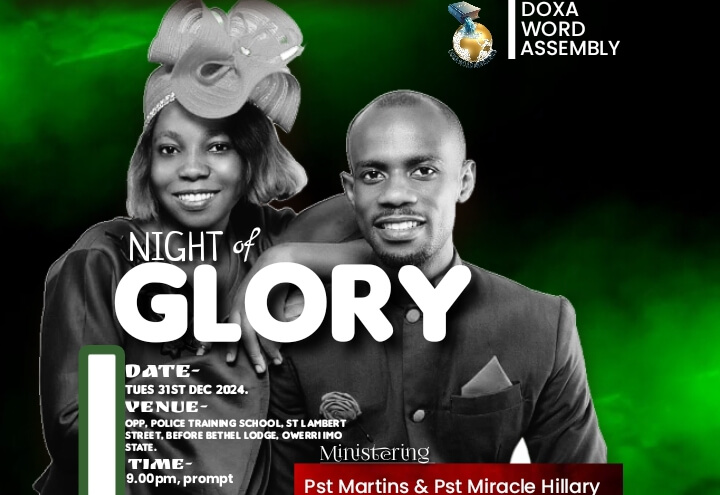 DOXA
WORD
ASSEMBLY
NIGHT of
GLORY
DATE-
TUES 31ST DEC 2024.
VENUE-
OPP, POLICE TRAINING SCHOOL, ST LAMBERT
STREET, BEFORE BETHEL LODGE, OWERRI IMO
STATE.
TIME-
9.00pm, prompt
Ministering
Pst Martins & Pst Miracle Hillary